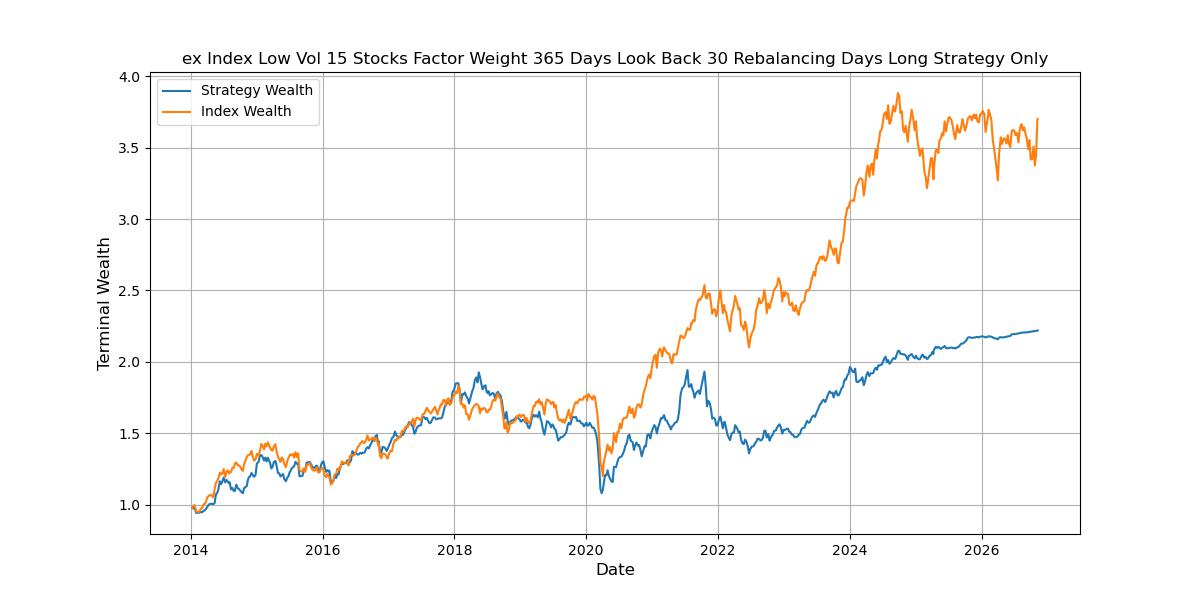 ex Index Low Vol 15 Stocks Factor Weight 365 Days Look Back 30 Rebalancing Days Long Strategy Only
Strategy Wealth
Index Wealth
Terminal Wealth
4.0
3.5
3.0
2.5
2.0
1.5
1.0
2014 2016 2018 2020 2022 2024 2026
Date